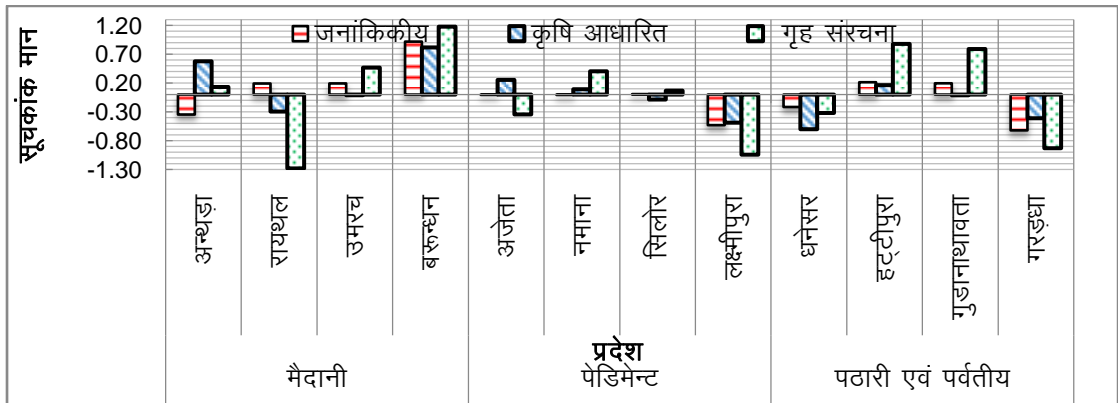 सूचकांक मान
1.20
0.70
0.20
-0.30
-0.80
-1.30
जनांकिकीय कृषि आधारित गृह संरचना
अन्थड़ा रायथल उमरच बरून्धन अजेता नमाना सिलोर लक्ष्मीपुरा धनेसर हट्टीपुरा गुडानाथावता गरड़धा
प्रदेश
मैदानी पेडिमेन्ट पठारी एवं पर्वतीय